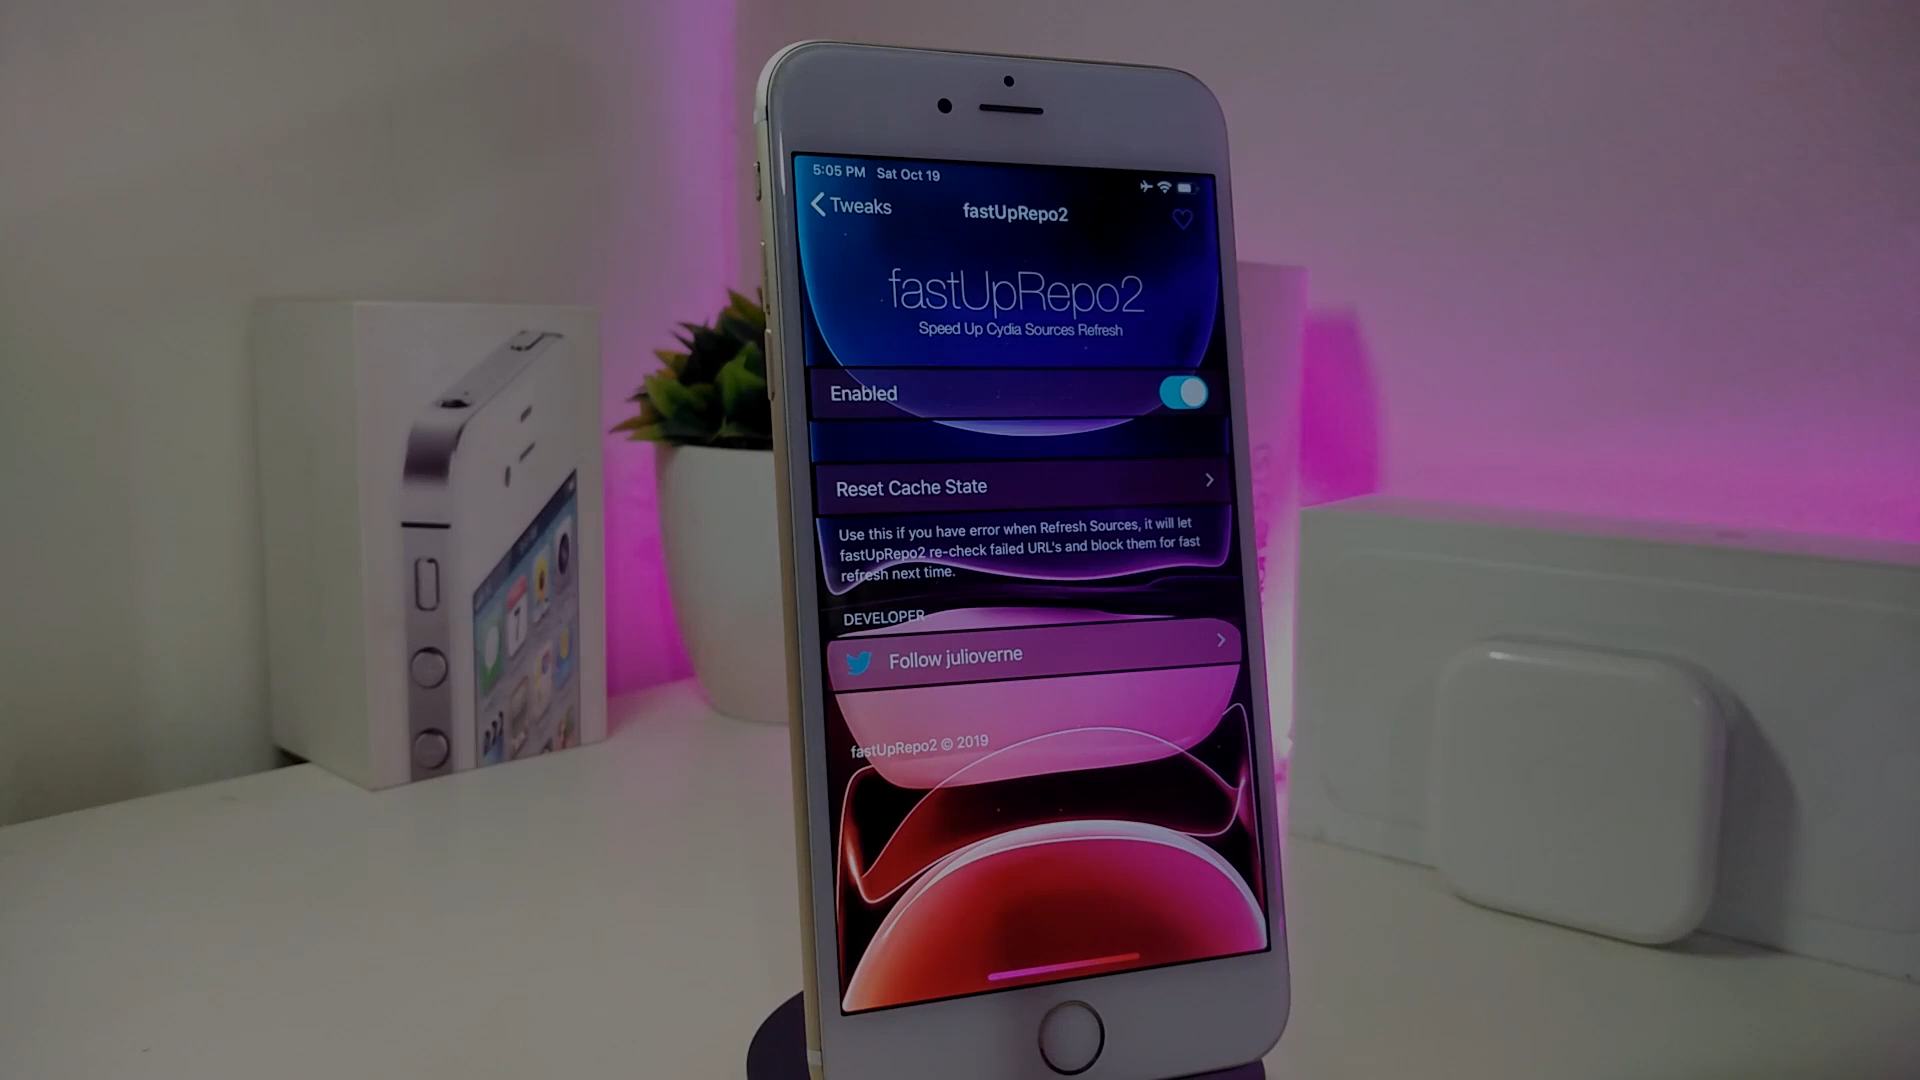 5:05 PM Sat Oct 19
Tweaks
fastUpRepo2
fastUpRepo2
Speed Up Cydia Sources Refresh
Enabled
Reset Cache State
Use this if you have error when Refresh Sources, it will let
fastUpRepo2 re-check failed URL's and block them for fast
refresh next time.
DEVELOPER
Follow julioverne
fastUpRepo2 © 2019